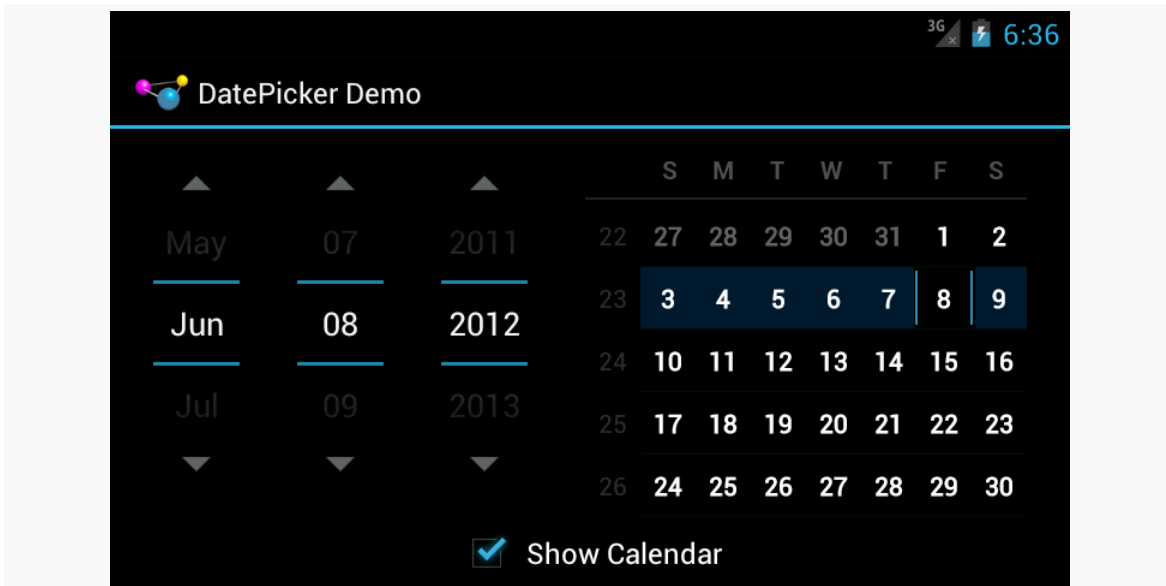 3G 6:36
DatePicker Demo
S M T W T F S
May 07 2011
22 27 28 29 30 31 1 2
23 3 4 5 6 7 8 9
Jun 08 2012
24 10 11 12 13 14 15 16
Jul 09 2013
25 17 18 19 20 21 22 23
26 24 25 26 27 28 29 30
Show Calendar